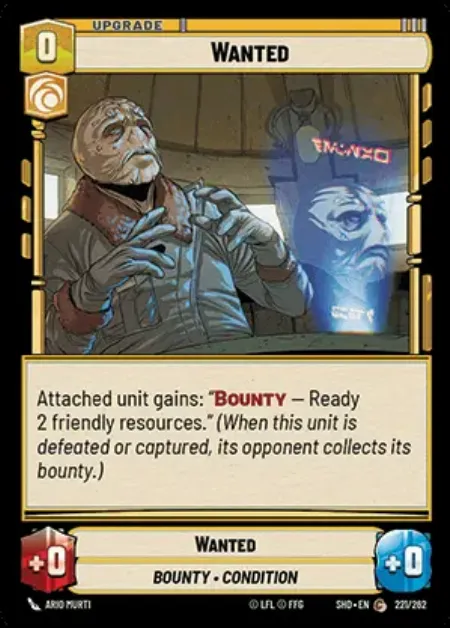 UPGRADE
0
WANTED
Attached unit gains: “BOUNTY – Ready
2 friendly resources.” (When this unit is
defeated or captured, its opponent collects its
bounty.)
+0
WANTED
+0
BOUNTY • CONDITION
ARIO MURTI
© LFL © FFG
SHD • EN
C
221/262